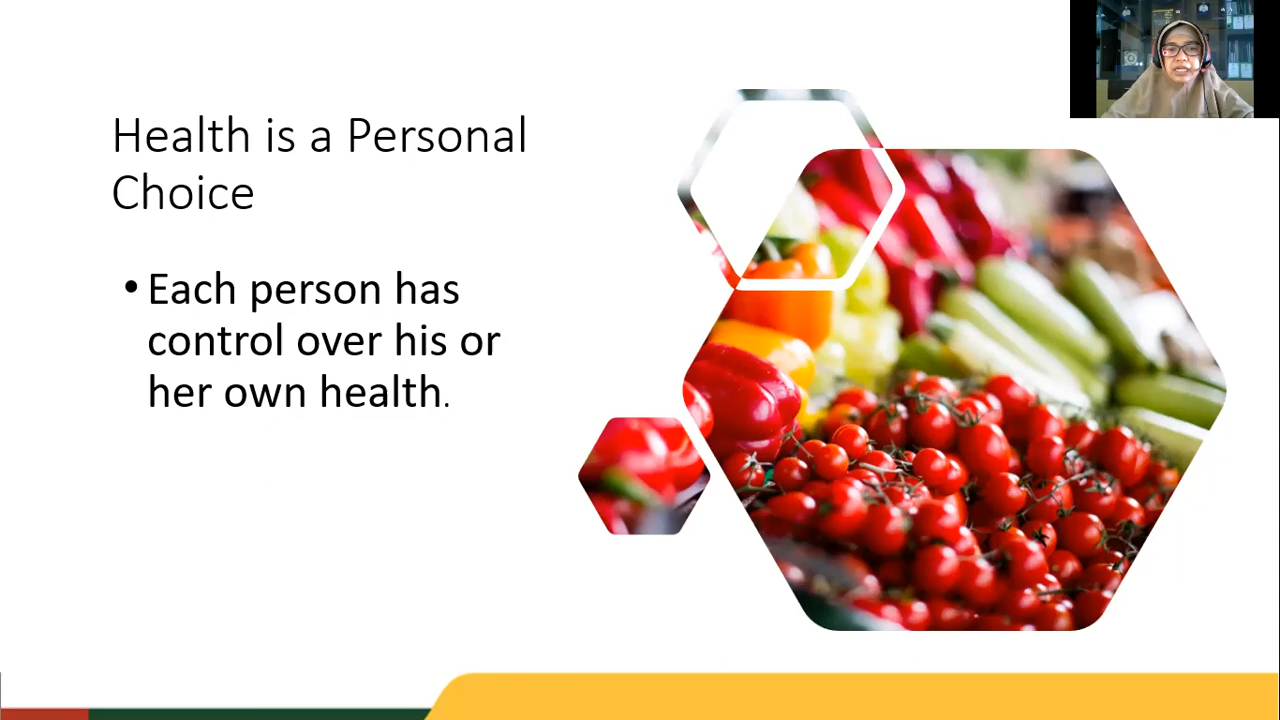 Health is a Personal
Choice
• Each person has
control over his or
her own health.